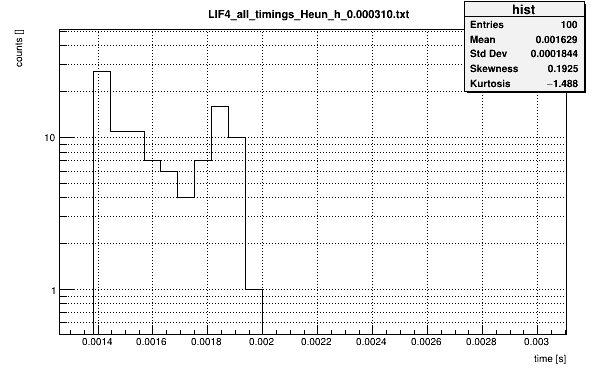 LIF4_all_timings_Heun_h_0.000310.txt
hist
Entries 100
Mean 0.001629
Std Dev 0.0001844
Skewness 0.1925
Kurtosis −1.488
counts []
10
1
0.0014 0.0016 0.0018 0.002 0.0022 0.0024 0.0026 0.0028 0.003
time [s]